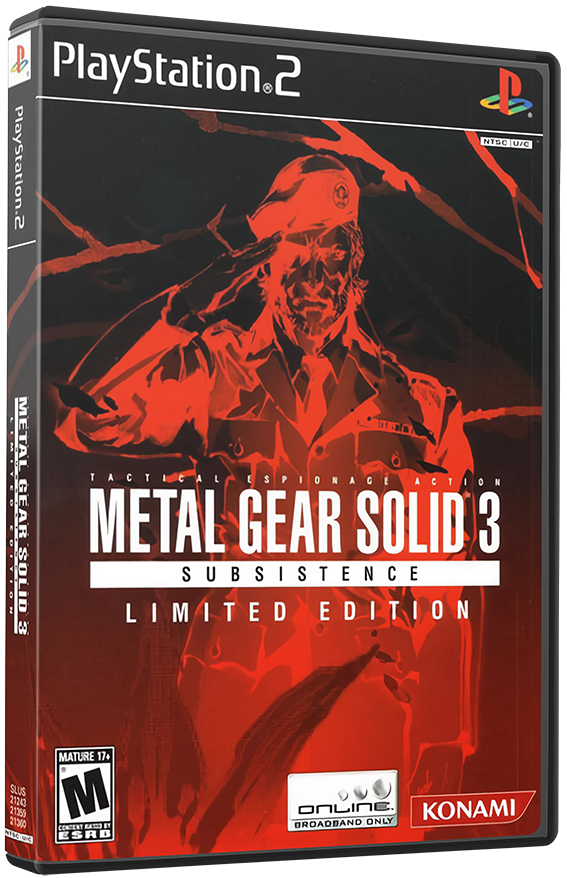 PlayStation®2
NTSC U/C
TACTICAL ESPIONAGE ACTION
METAL GEAR SOLID 3
SUBSISTENCE
LIMITED EDITION
MATURE 17+
M
CONTENT RATED BY
ESRB
ONLINE
BROADBAND ONLY
KONAMI
PlayStation®2
METAL GEAR SOLID 3
LIMITED EDITION
SLUS
21243
21359
21360
NTSC U/C